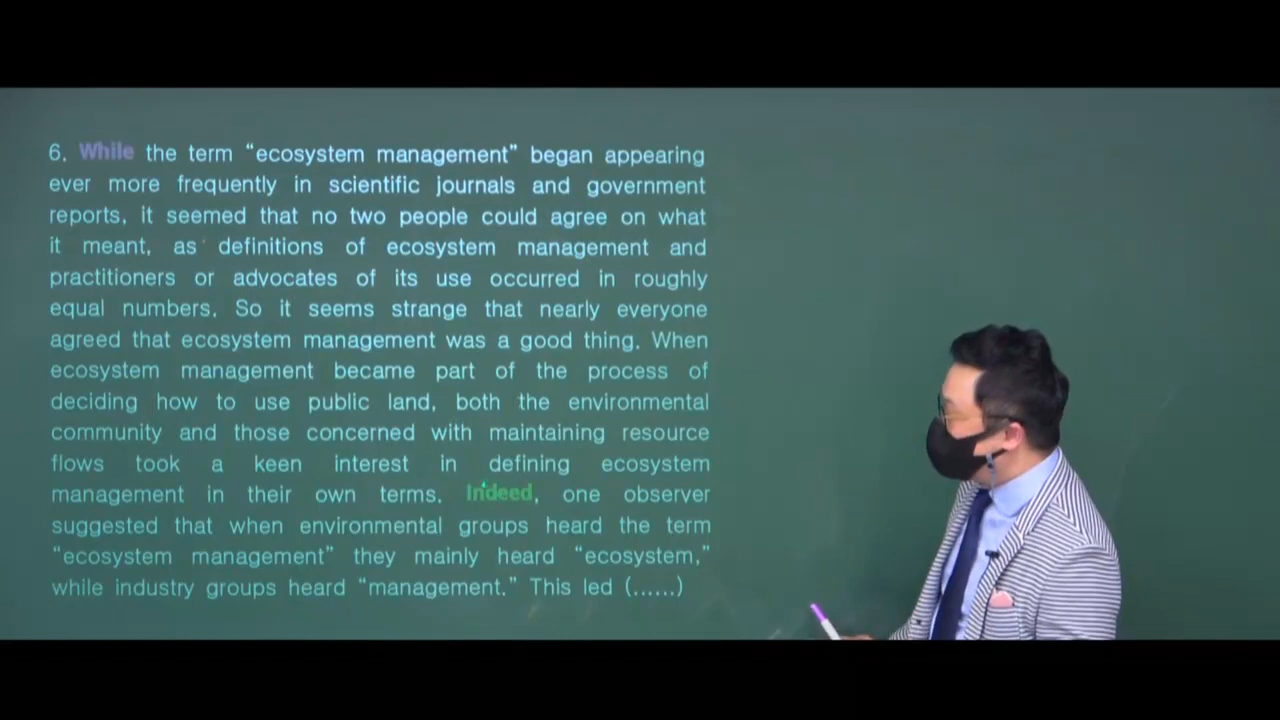 6. While the term “ecosystem management” began appearing
ever more frequently in scientific journals and government
reports, it seemed that no two people could agree on what
it meant, as definitions of ecosystem management and
practitioners or advocates of its use occurred in roughly
equal numbers. So it seems strange that nearly everyone
agreed that ecosystem management was a good thing. When
ecosystem management became part of the process of
deciding how to use public land, both the environmental
community and those concerned with maintaining resource
flows took a keen interest in defining ecosystem
management in their own terms. Indeed, one observer
suggested that when environmental groups heard the term
“ecosystem management” they mainly heard “ecosystem,”
while industry groups heard “management.” This led (......)